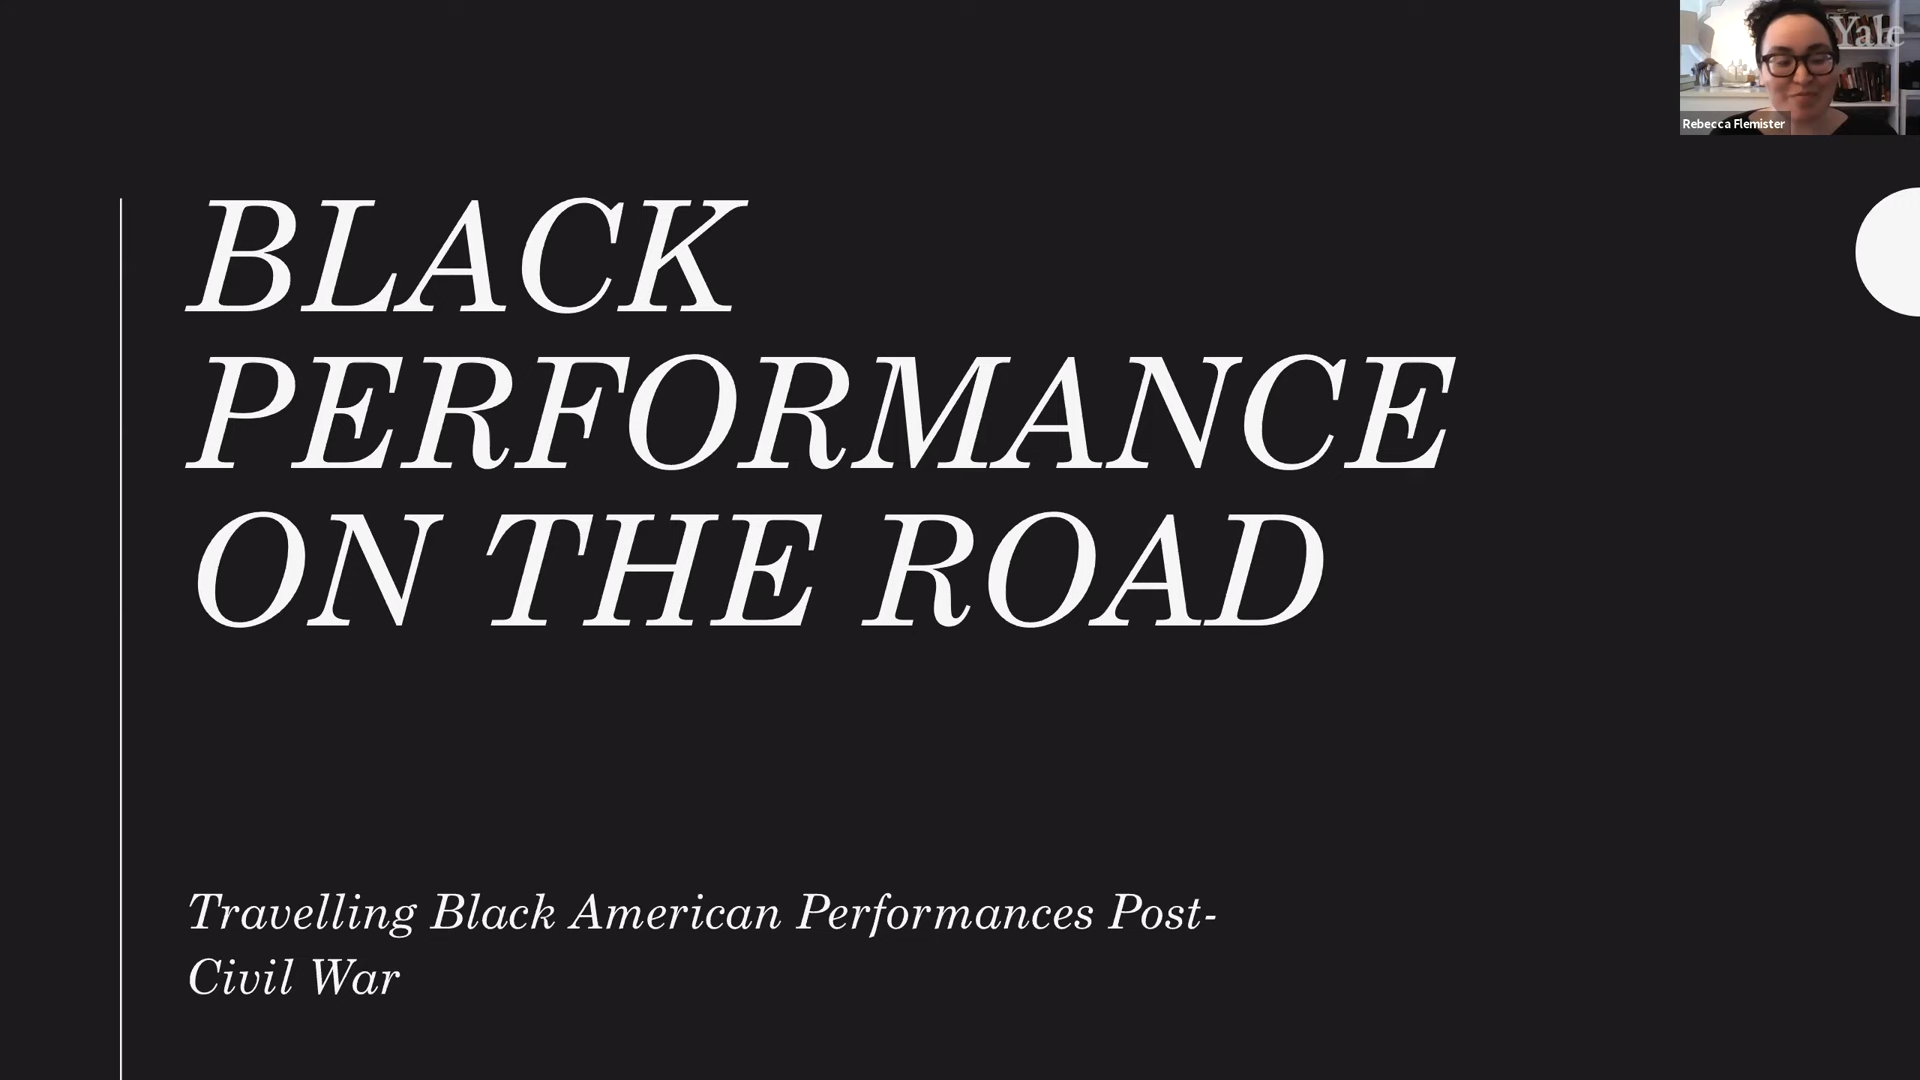 Yale
Rebecca Flemister
BLACK
PERFORMANCE
ON THE ROAD
Travelling Black American Performances Post-
Civil War